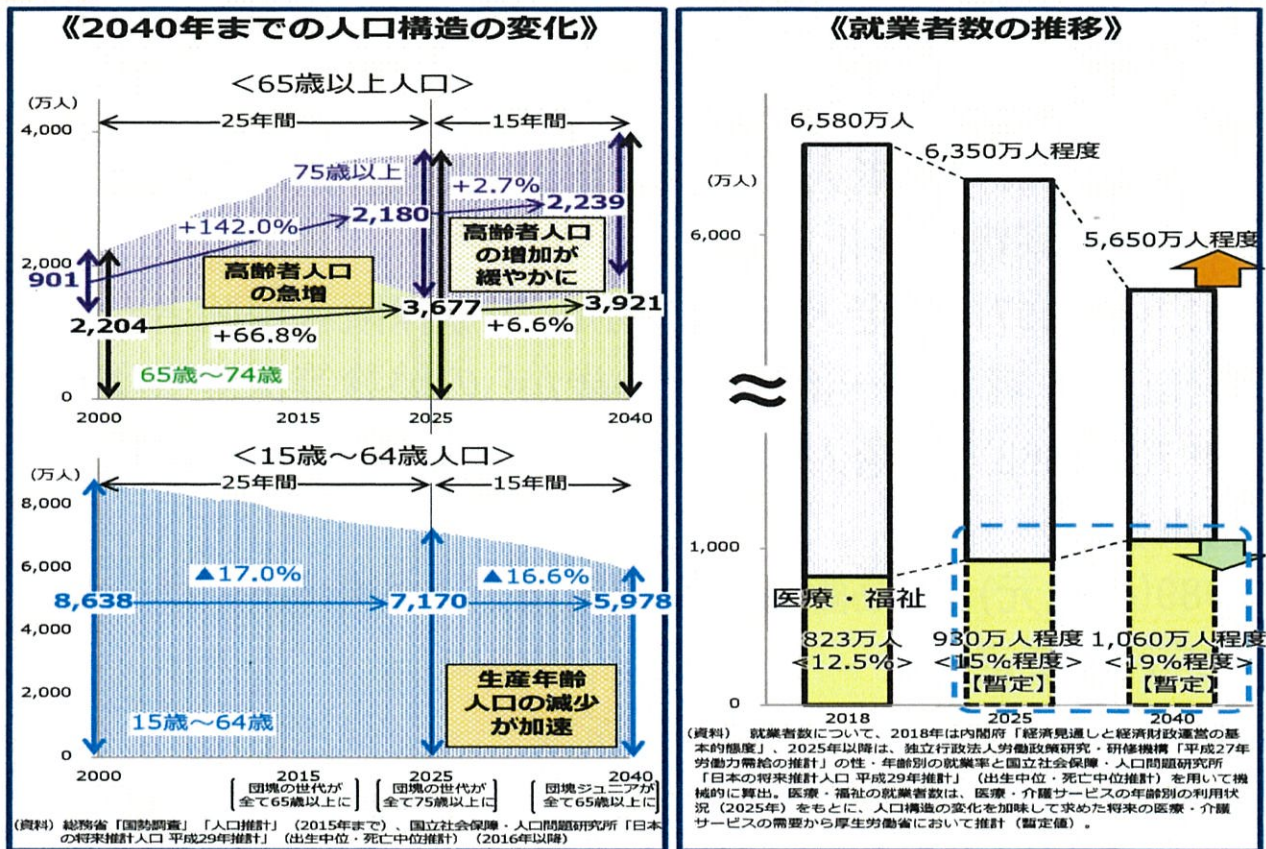 《2040年までの人口構造の変化》
＜65歳以上人口＞
(万人)
25年間
15年間
4,000
75歳以上
+2.7%
2,180
2,239
+142.0%
高齢者人口
の増加が
緩やかに
2,000
901
高齢者人口
の急増
3,677
3,921
2,204
+66.8%
+6.6%
65歳～74歳
0
2000
2015
2025
2040
＜15歳～64歳人口＞
(万人)
25年間
15年間
8,000
6,000
▲17.0%
▲16.6%
8,638
7,170
5,978
4,000
生産年齢
人口の減少
が加速
2,000
15歳～64歳
0
2000
2015
2025
2040
団塊の世代が
全て65歳以上に
団塊の世代が
全て75歳以上に
団塊ジュニアが
全て65歳以上に
(資料) 総務省「国勢調査」「人口推計」（2015年まで）、国立社会保障・人口問題研究所「日本
の将来推計人口 平成29年推計」（出生中位・死亡中位推計）（2016年以降）
《就業者数の推移》
6,580万人
6,350万人程度
(万人)
6,000
5,650万人程度
≈
1,000
医療・福祉
823万人
930万人程度
1,060万人程度
<12.5%>
<15%程度>
<19%程度>
【暫定】
【暫定】
0
2018
2025
2040
(資料) 就業者数について、2018年は内閣府「経済見通しと経済財政運営の基
本的態度」、2025年以降は、独立行政法人労働政策研究・研修機構「平成27年
労働力需給の推計」の性・年齢別の就業率と国立社会保障・人口問題研究所
「日本の将来推計人口 平成29年推計」（出生中位・死亡中位推計）を用いて機
械的に算出。医療・福祉の就業者数は、医療・介護サービスの年齢別の利用状
況（2025年）をもとに、人口構造の変化を加味して求めた将来の医療・介護
サービスの需要から厚生労働省において推計（暫定値）。